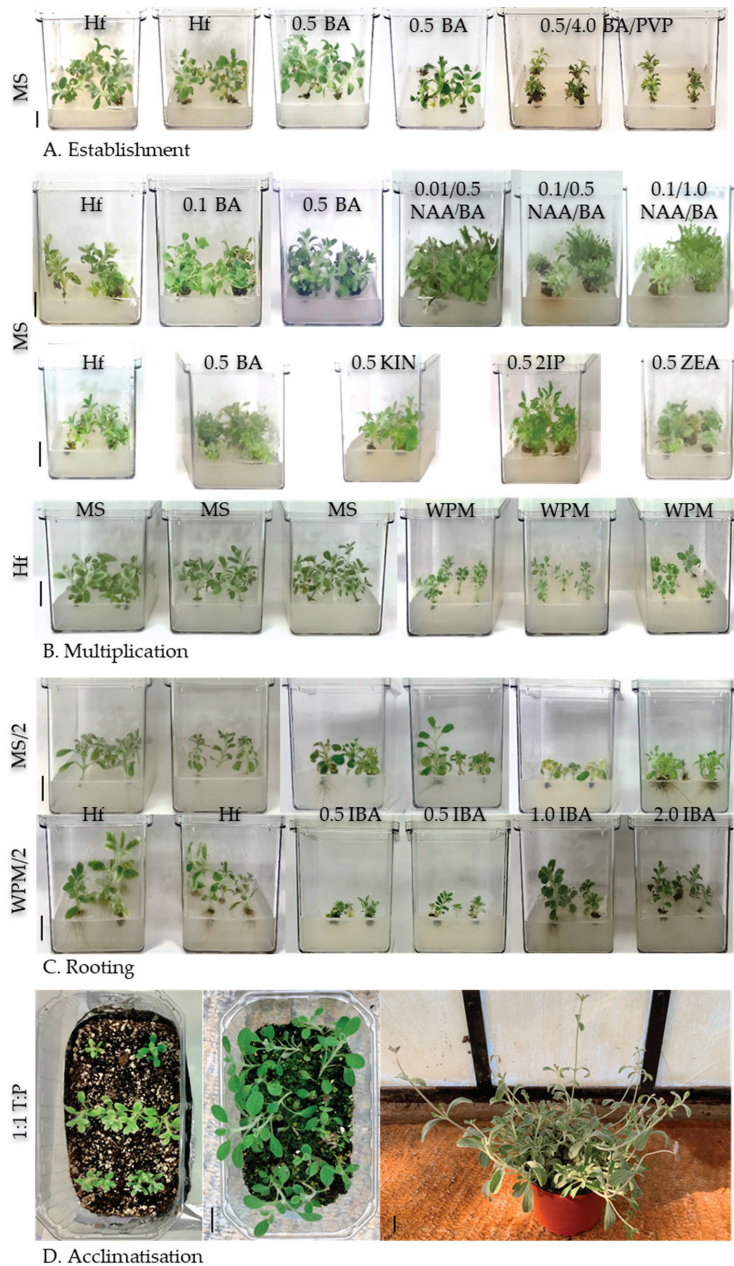 Hf Hf 0.5 BA 0.5 BA 0.5/4.0 BA/PVP
MS
A. Establishment
Hf 0.1 BA 0.5 BA 0.01/0.5 NAA/BA 0.1/0.5 NAA/BA 0.1/1.0 NAA/BA
MS
Hf 0.5 BA 0.5 KIN 0.5 2IP 0.5 ZEA
MS MS MS WPM WPM WPM
Hf
B. Multiplication
MS/2
Hf Hf 0.5 IBA 0.5 IBA 1.0 IBA 2.0 IBA
WPM/2
C. Rooting
1:1 T:P
D. Acclimatisation